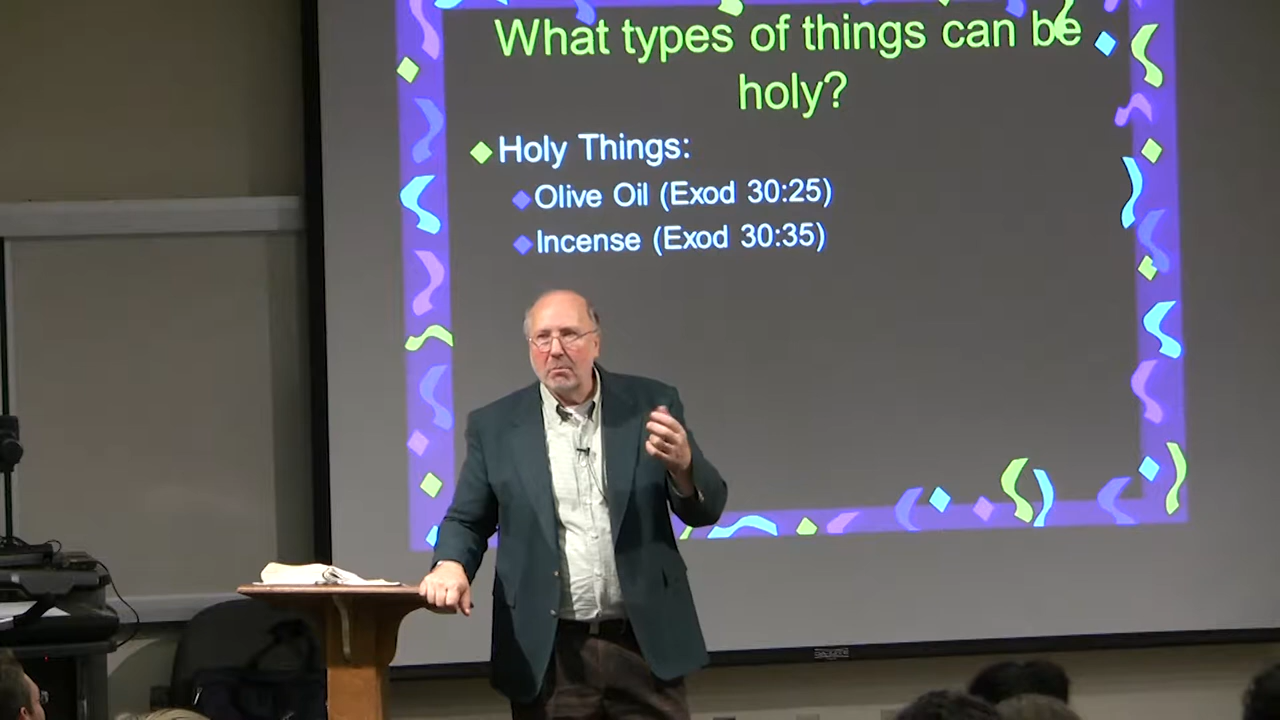 What types of things can be
holy?
Holy Things:
Olive Oil (Exod 30:25)
Incense (Exod 30:35)